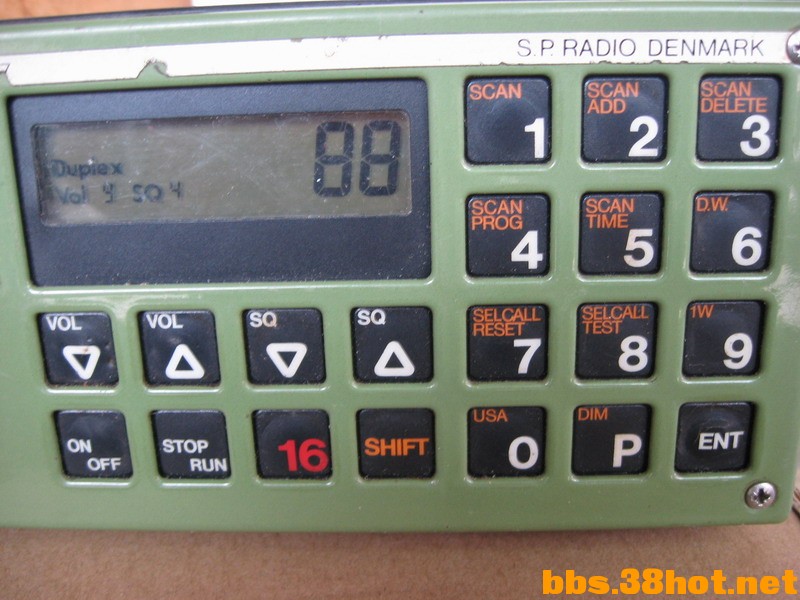 S.P. RADIO DENMARK
88
Duplex
Vol 4 SQ 4
SCAN
1
SCAN
ADD
2
SCAN
DELETE
3
SCAN
PROG
4
SCAN
TIME
5
D.W.
6
VOL
VOL
SQ
SQ
SELCALL
RESET
7
SELCALL
TEST
8
1W
9
ON
OFF
STOP
RUN
16
SHIFT
USA
0
DIM
P
ENT
bbs.38hot.net